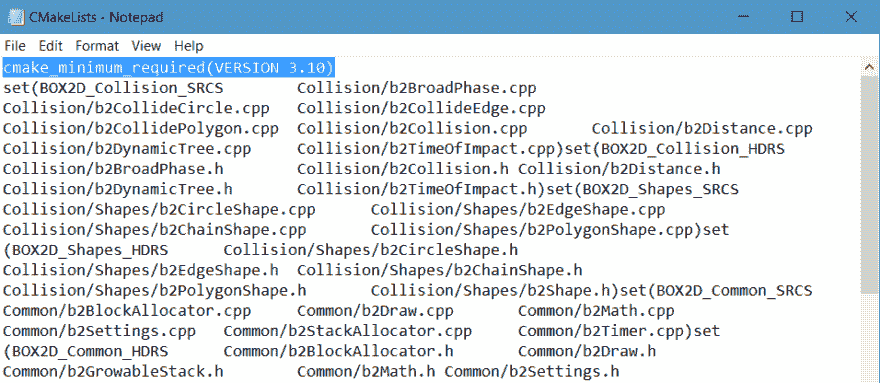 CMakeLists - Notepad
File Edit Format View Help
cmake_minimum_required(VERSION 3.10)
set(BOX2D_Collision_SRCS Collision/b2BroadPhase.cpp
Collision/b2CollideCircle.cpp Collision/b2CollideEdge.cpp
Collision/b2CollidePolygon.cpp Collision/b2Collision.cpp Collision/b2Distance.cpp
Collision/b2DynamicTree.cpp Collision/b2TimeOfImpact.cpp)set(BOX2D_Collision_HDRS
Collision/b2BroadPhase.h Collision/b2Collision.h Collision/b2Distance.h
Collision/b2DynamicTree.h Collision/b2TimeOfImpact.h)set(BOX2D_Shapes_SRCS
Collision/Shapes/b2CircleShape.cpp Collision/Shapes/b2EdgeShape.cpp
Collision/Shapes/b2ChainShape.cpp Collision/Shapes/b2PolygonShape.cpp)set
(BOX2D_Shapes_HDRS Collision/Shapes/b2CircleShape.h
Collision/Shapes/b2EdgeShape.h Collision/Shapes/b2ChainShape.h
Collision/Shapes/b2PolygonShape.h Collision/Shapes/b2Shape.h)set(BOX2D_Common_SRCS
Common/b2BlockAllocator.cpp Common/b2Draw.cpp Common/b2Math.cpp
Common/b2Settings.cpp Common/b2StackAllocator.cpp Common/b2Timer.cpp)set
(BOX2D_Common_HDRS Common/b2BlockAllocator.h Common/b2Draw.h
Common/b2GrowableStack.h Common/b2Math.h Common/b2Settings.h